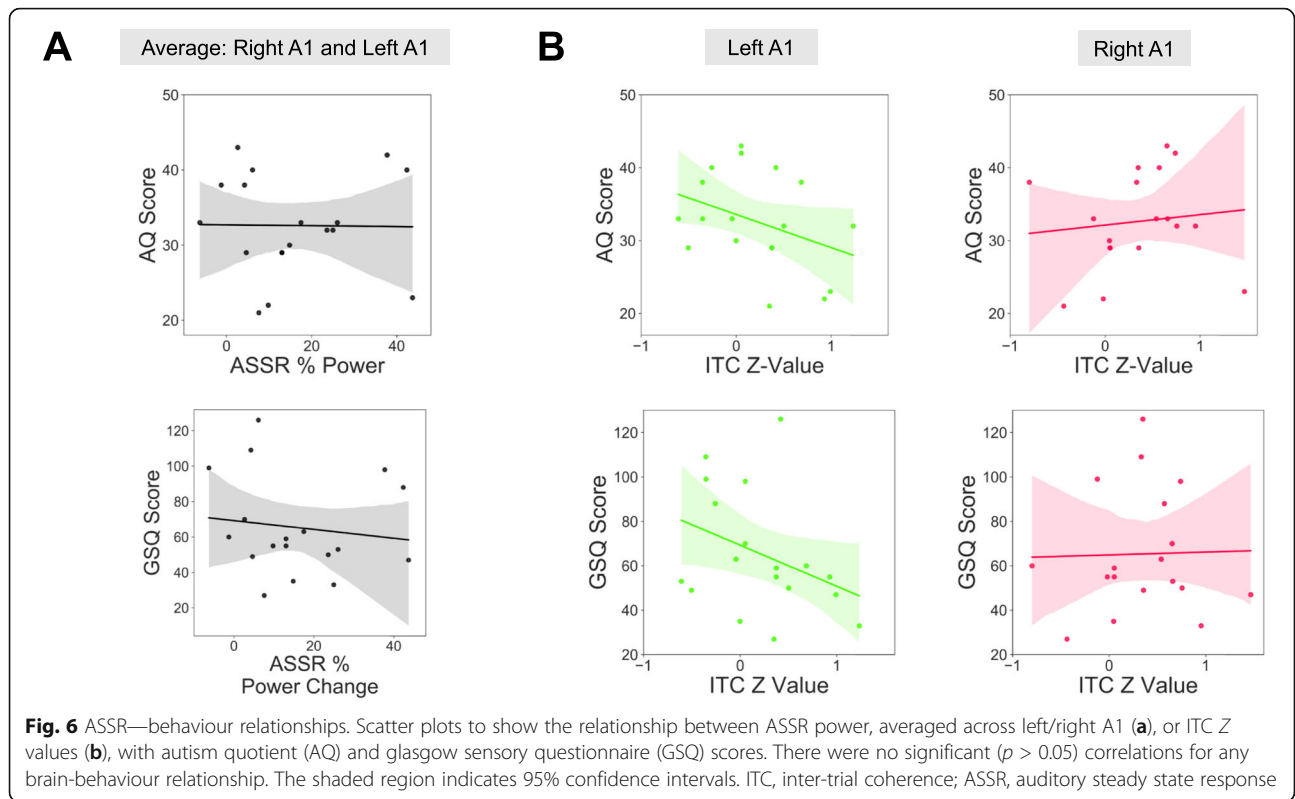 A
Average: Right A1 and Left A1
B
Left A1
Right A1
50
40
30
20
AQ Score
0
20
40
ASSR % Power
50
40
30
20
AQ Score
−1
0
1
ITC Z-Value
50
40
30
20
AQ Score
−1
0
1
ITC Z-Value
120
100
80
60
40
20
GSQ Score
0
20
40
ASSR %
Power Change
120
100
80
60
40
20
GSQ Score
−1
0
1
ITC Z Value
120
100
80
60
40
20
GSQ Score
−1
0
1
ITC Z Value
Fig. 6 ASSR—behaviour relationships. Scatter plots to show the relationship between ASSR power, averaged across left/right A1 (a), or ITC Z
values (b), with autism quotient (AQ) and glasgow sensory questionnaire (GSQ) scores. There were no significant (p > 0.05) correlations for any
brain-behaviour relationship. The shaded region indicates 95% confidence intervals. ITC, inter-trial coherence; ASSR, auditory steady state response